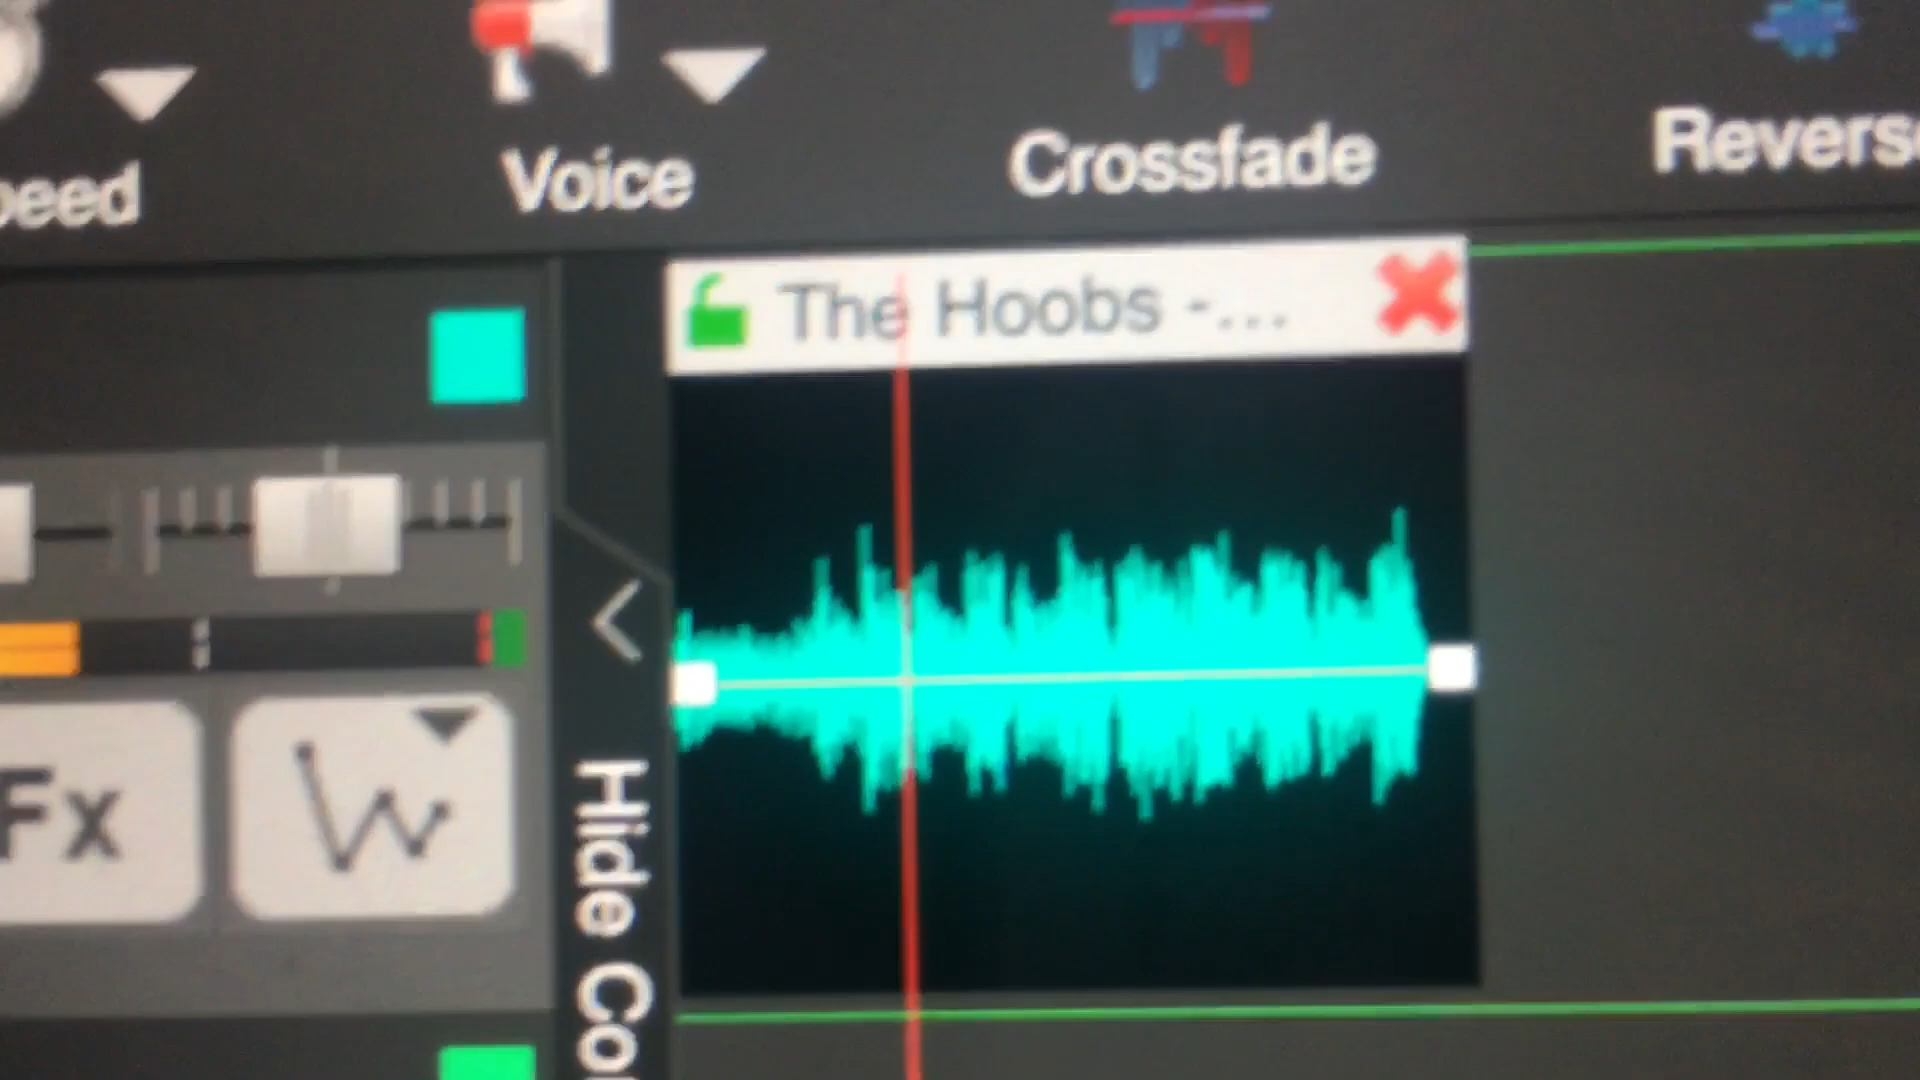 peed
Voice
Crossfade
Revers
The Hoobs -...
Fx
Hide Co